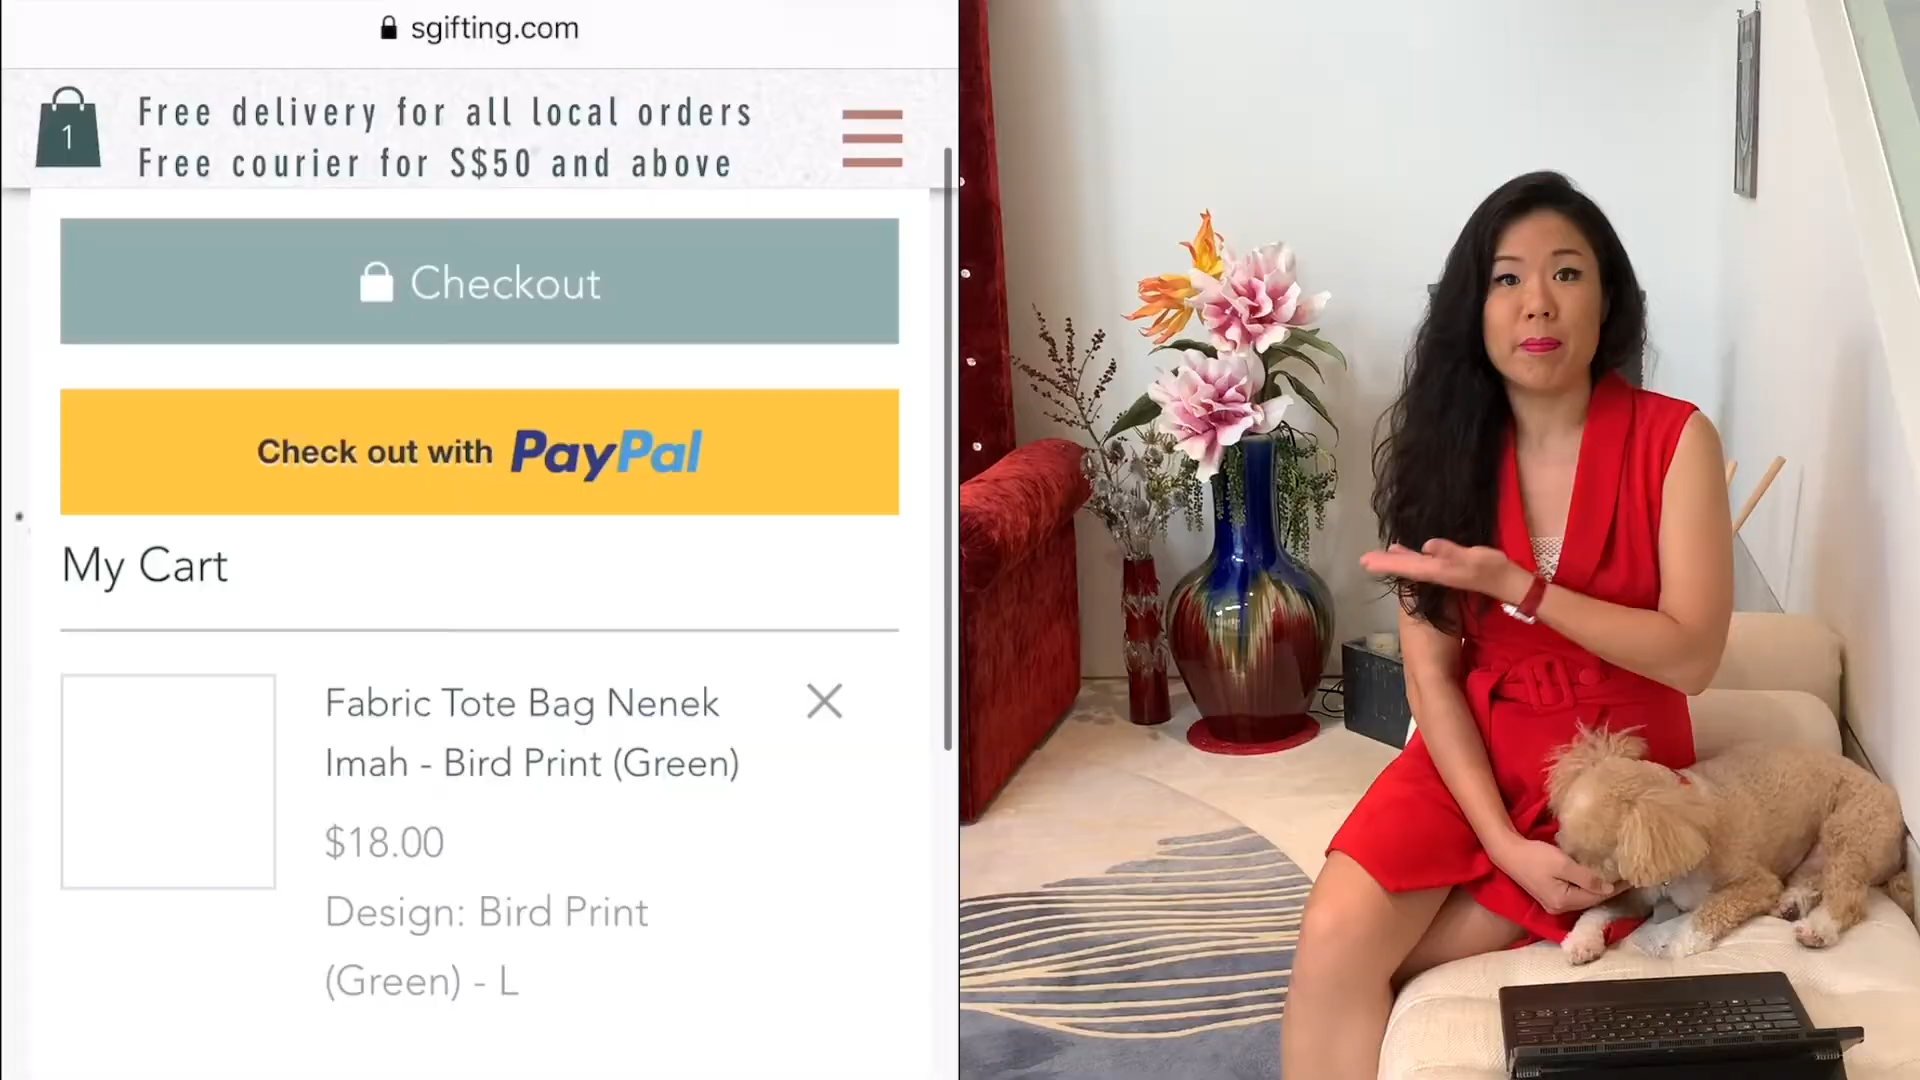 sgifting.com
1
Free delivery for all local orders
Free courier for S$50 and above
Checkout
Check out with PayPal
My Cart
Fabric Tote Bag Nenek
Imah - Bird Print (Green)
$18.00
Design: Bird Print
(Green) - L